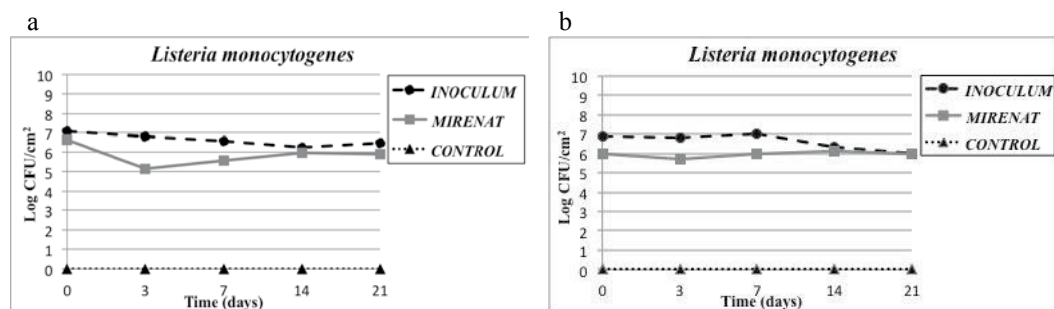 a
Listeria monocytogenes
10
9
8
7
6
5
4
3
2
1
0
Log CFU/cm²
0 3 7 14 21
Time (days)
INOCULUM
MIRENAT
CONTROL
b
Listeria monocytogenes
10
9
8
7
6
5
4
3
2
1
0
Log CFU/cm²
0 3 7 14 21
Time (days)
INOCULUM
MIRENAT
CONTROL